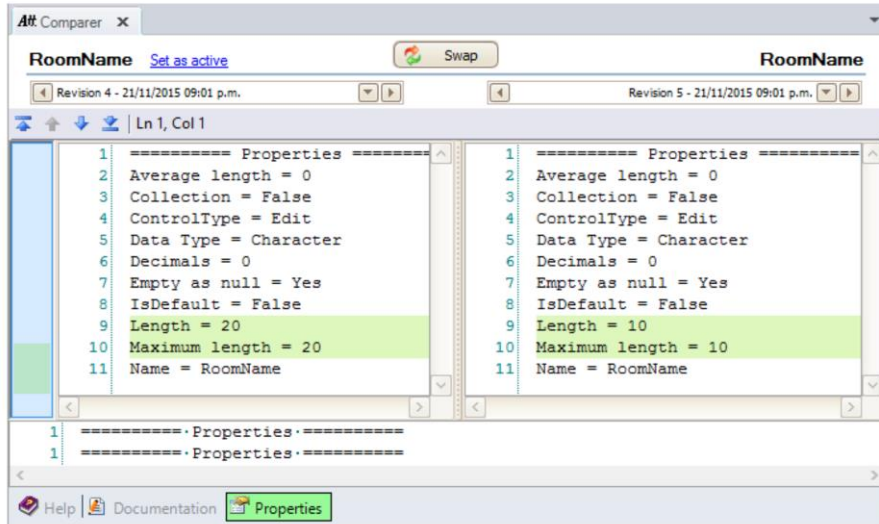 Att Comparer x
RoomName Set as active Swap RoomName
Revision 4 - 21/11/2015 09:01 p.m. Revision 5 - 21/11/2015 09:01 p.m.
Ln 1, Col 1
1 ========== Properties ========
2 Average length = 0
3 Collection = False
4 ControlType = Edit
5 Data Type = Character
6 Decimals = 0
7 Empty as null = Yes
8 IsDefault = False
9 Length = 20
10 Maximum length = 20
11 Name = RoomName
1 ========== Properties ==========
2 Average length = 0
3 Collection = False
4 ControlType = Edit
5 Data Type = Character
6 Decimals = 0
7 Empty as null = Yes
8 IsDefault = False
9 Length = 10
10 Maximum length = 10
11 Name = RoomName
1 ==========·Properties·==========
1 ==========·Properties·==========
Help Documentation Properties